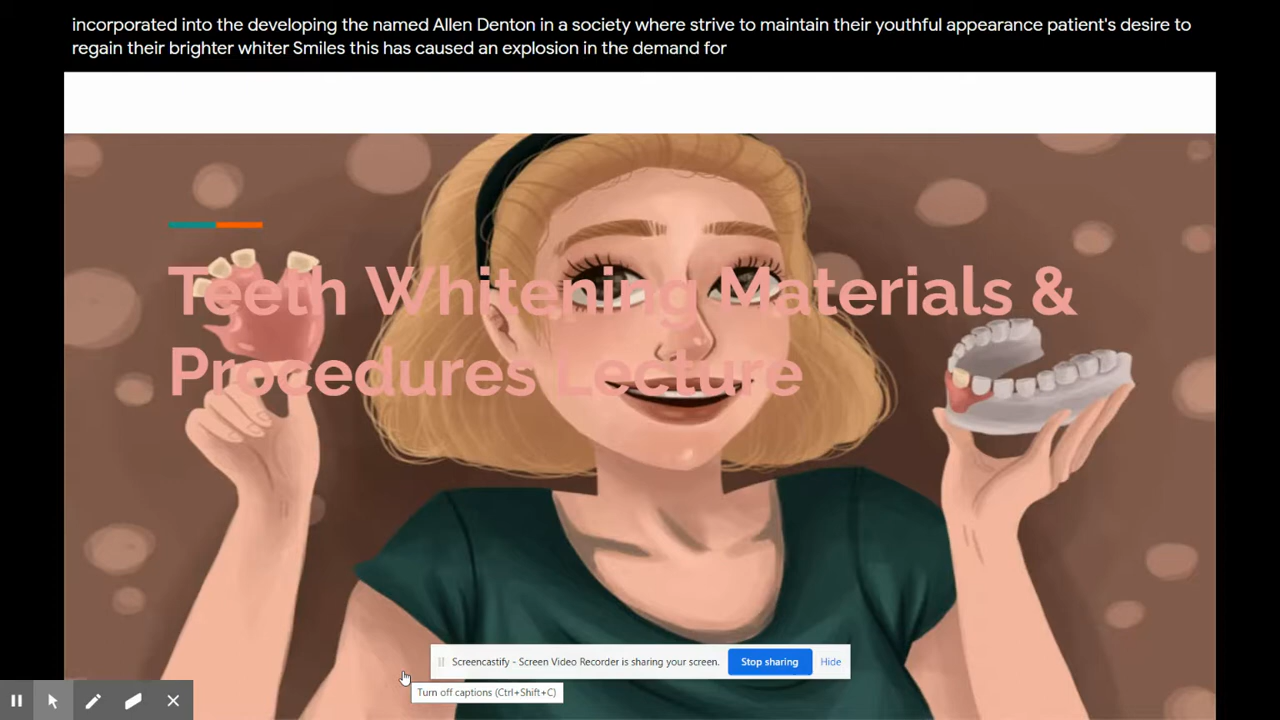 incorporated into the developing the named Allen Denton in a society where strive to maintain their youthful appearance patient's desire to
regain their brighter whiter Smiles this has caused an explosion in the demand for
Teeth Whitening Materials &
Procedures Lecture
Screencastify - Screen Video Recorder is sharing your screen. Stop sharing Hide
Turn off captions (Ctrl+Shift+C)